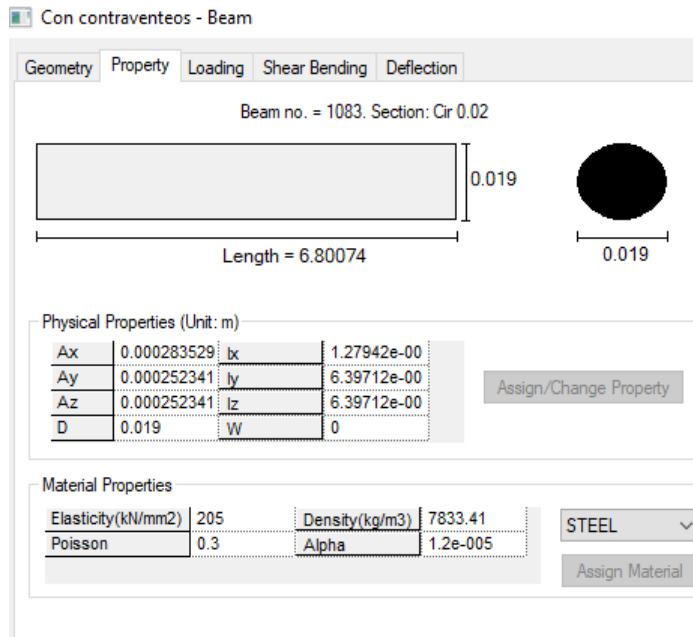 Con contraventeos - Beam
Geometry Property Loading Shear Bending Deflection
Beam no. = 1083. Section: Cir 0.02
0.019
Length = 6.80074
0.019
Physical Properties (Unit: m)
Ax 0.000283529 Ix 1.27942e-00
Ay 0.000252341 Iy 6.39712e-00
Az 0.000252341 Iz 6.39712e-00
D 0.019 W 0
Assign/Change Property
Material Properties
Elasticity(kN/mm2) 205 Density(kg/m3) 7833.41
Poisson 0.3 Alpha 1.2e-005
STEEL
Assign Material